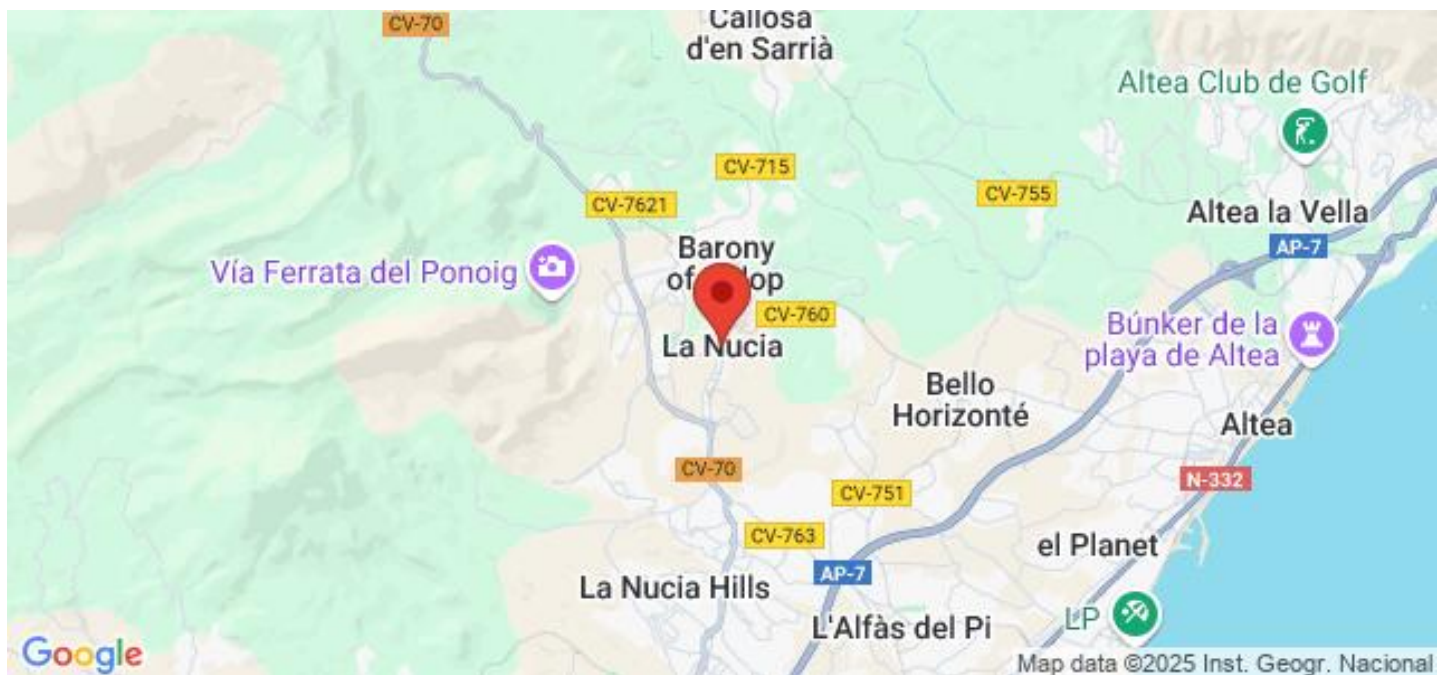 CV-70
Callosa
d'en Sarrià
Altea Club de Golf
CV-715
CV-7621
CV-755
Altea la Vella
AP-7
Barony
of
lop
Vía Ferrata del Ponoig
CV-760
La Nucia
Búnker de la
playa de Altea
Bello
Horizonté
Altea
CV-70
CV-751
N-332
CV-763
el Planet
AP-7
La Nucia Hills
L'Alfàs del Pi
LP
Google
Map data ©2025 Inst. Geogr. Nacional